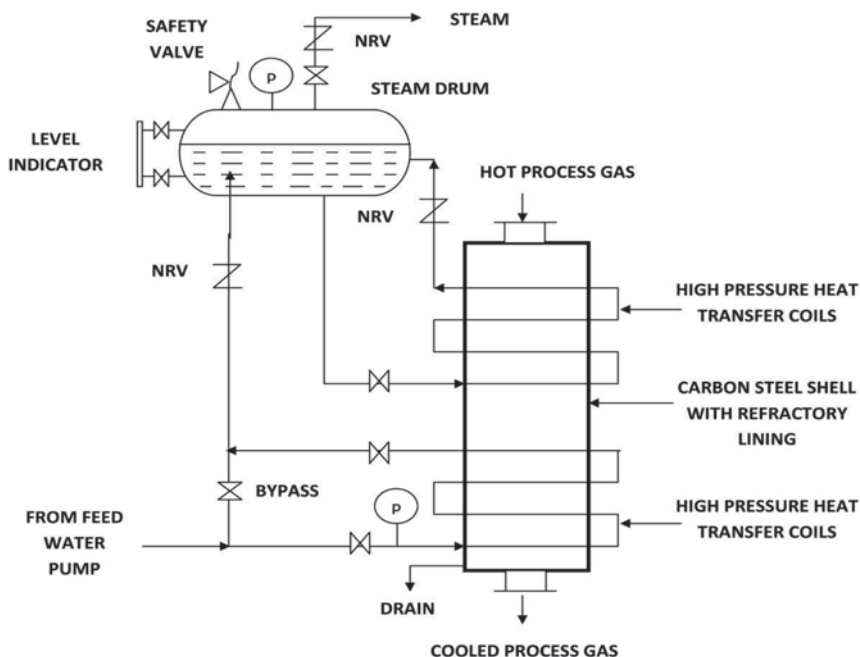 SAFETY
VALVE
P
NRV
STEAM
STEAM DRUM
LEVEL
INDICATOR
NRV
HOT PROCESS GAS
NRV
HIGH PRESSURE HEAT
TRANSFER COILS
CARBON STEEL SHELL
WITH REFRACTORY
LINING
BYPASS
P
FROM FEED
WATER
PUMP
HIGH PRESSURE HEAT
TRANSFER COILS
DRAIN
COOLED PROCESS GAS